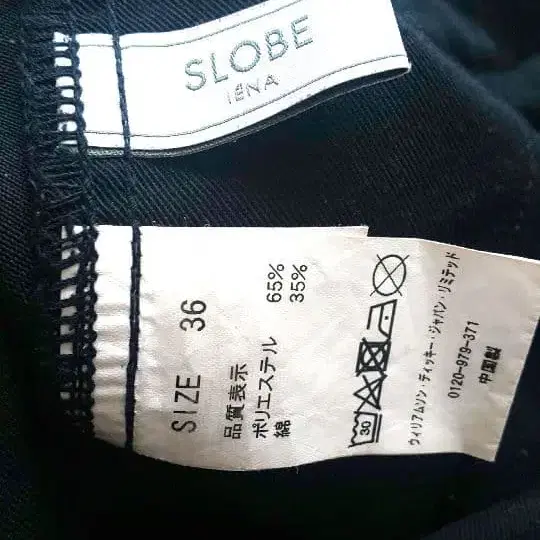 SLOBE
IENA
SIZE 36
品質表示
ポリエステル 65%
綿 35%
30
ウィリアムソン・ディッキー・ジャパン・リミテッド
0120-979-371
中国製